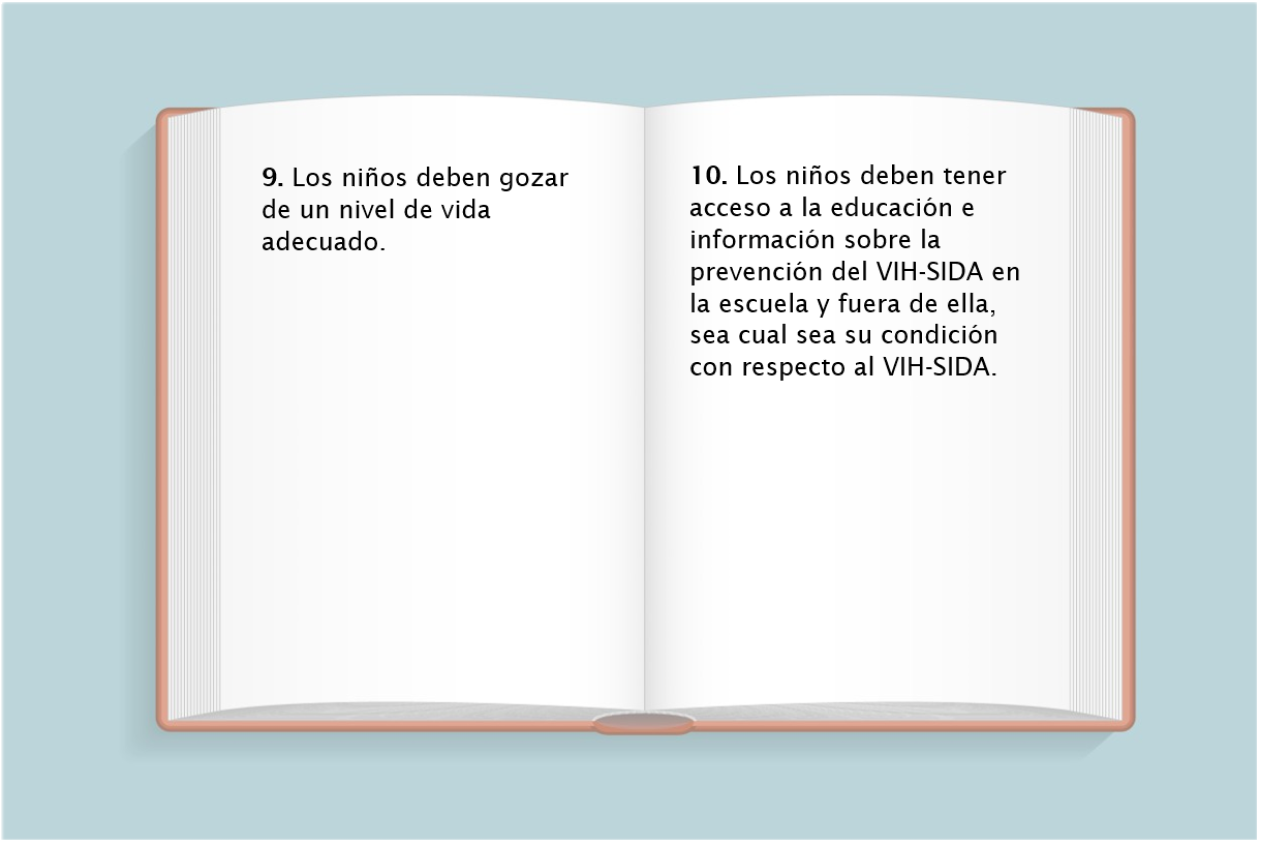 9. Los niños deben gozar
de un nivel de vida
adecuado.
10. Los niños deben tener
acceso a la educación e
información sobre la
prevención del VIH-SIDA en
la escuela y fuera de ella,
sea cual sea su condición
con respecto al VIH-SIDA.